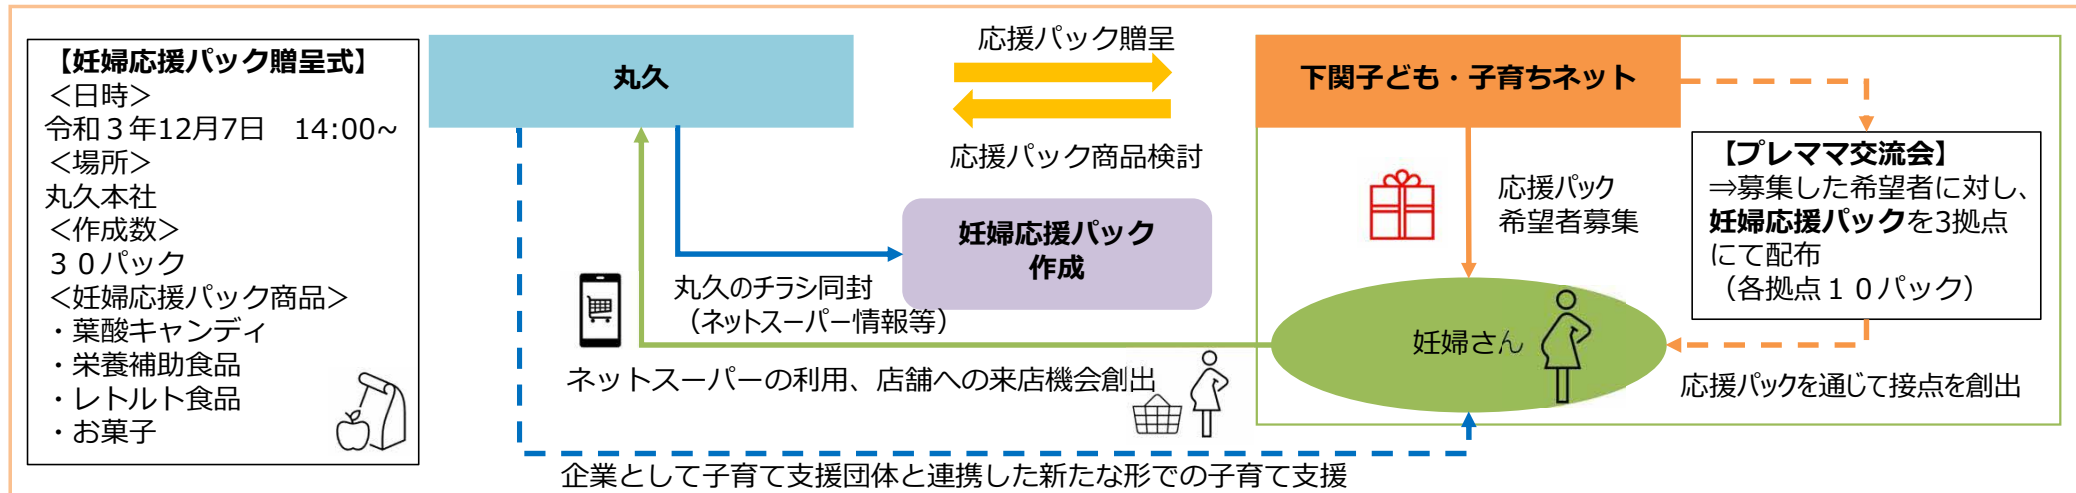 【妊婦応援パック贈呈式】
＜日時＞
令和３年12月7日　14:00~
＜場所＞
丸久本社
＜作成数＞
３０パック
＜妊婦応援パック商品＞
・葉酸キャンディ
・栄養補助食品
・レトルト食品
・お菓子
丸久
応援パック贈呈
応援パック商品検討
下関子ども・子育ちネット
妊婦応援パック
作成
丸久のチラシ同封
（ネットスーパー情報等）
ネットスーパーの利用、店舗への来店機会創出
応援パック
希望者募集
妊婦さん
【プレママ交流会】
⇒募集した希望者に対し、
妊婦応援パックを3拠点
にて配布
（各拠点１０パック）
応援パックを通じて接点を創出
企業として子育て支援団体と連携した新たな形での子育て支援